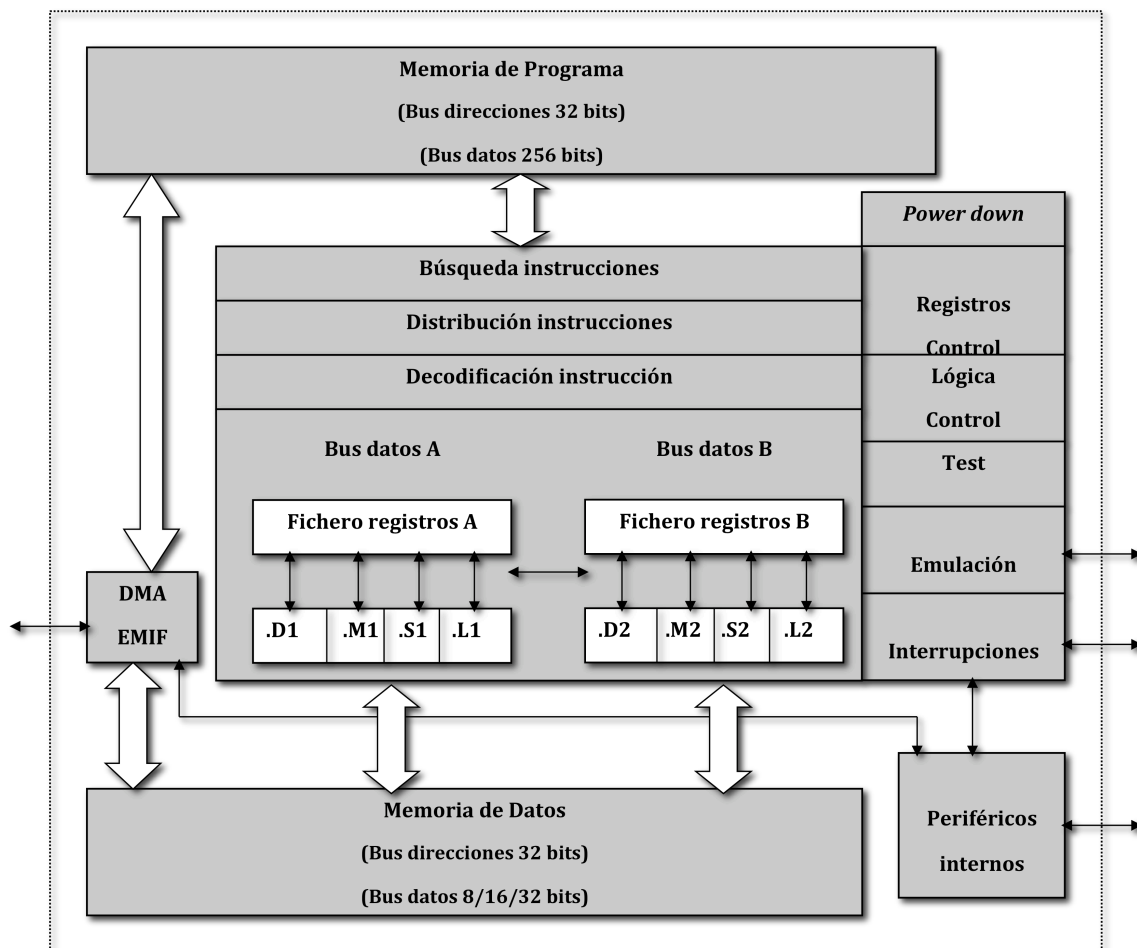 Memoria de Programa
(Bus direcciones 32 bits)
(Bus datos 256 bits)
Power down
Búsqueda instrucciones
Registros
Control
Distribución instrucciones
Decodificación instrucción
Lógica
Control
Bus datos A
Bus datos B
Test
Fichero registros A
Fichero registros B
Emulación
DMA
EMIF
.D1
.M1
.S1
.L1
.D2
.M2
.S2
.L2
Interrupciones
Memoria de Datos
(Bus direcciones 32 bits)
(Bus datos 8/16/32 bits)
Periféricos
internos